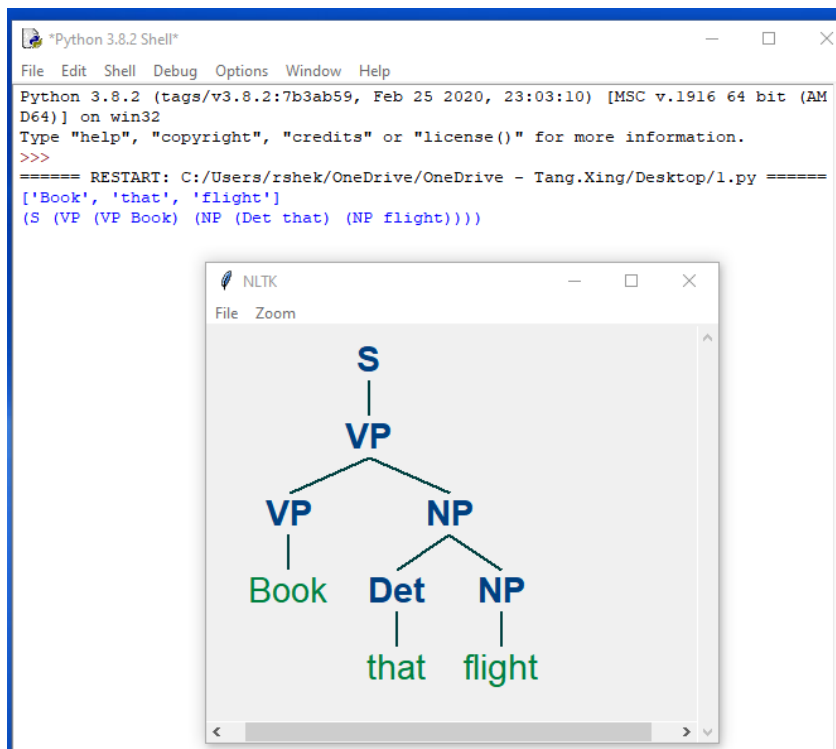 *Python 3.8.2 Shell*
File Edit Shell Debug Options Window Help
Python 3.8.2 (tags/v3.8.2:7b3ab59, Feb 25 2020, 23:03:10) [MSC v.1916 64 bit (AM
D64)] on win32
Type "help", "copyright", "credits" or "license()" for more information.
>>>
====== RESTART: C:/Users/rshek/OneDrive/OneDrive - Tang.Xing/Desktop/1.py ======
['Book', 'that', 'flight']
(S (VP (VP Book) (NP (Det that) (NP flight))))
NLTK
File Zoom
S
VP
VP NP
Book Det NP
that flight